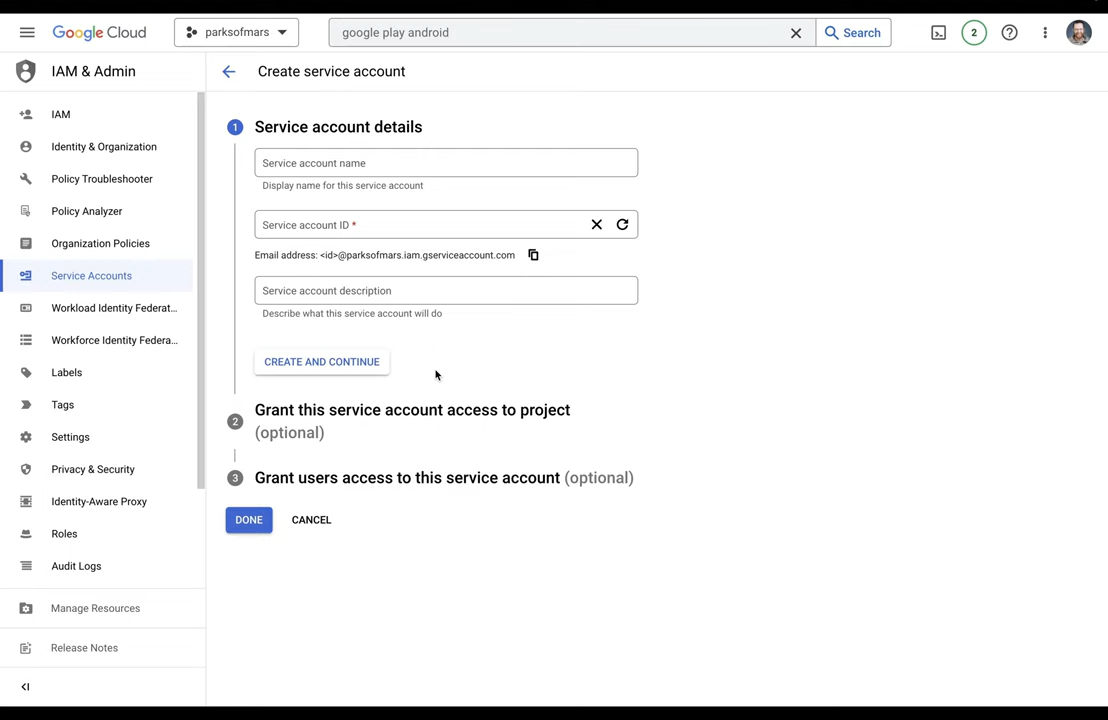 Google Cloud
parksofmars
google play android
Search
2
IAM & Admin
Create service account
IAM
Identity & Organization
Policy Troubleshooter
Policy Analyzer
Organization Policies
Service Accounts
Workload Identity Federat...
Workforce Identity Federa...
Labels
Tags
Settings
Privacy & Security
Identity-Aware Proxy
Roles
Audit Logs
Manage Resources
Release Notes
1 Service account details
Service account name
Display name for this service account
Service account ID *
Email address: <id>@parksofmars.iam.gserviceaccount.com
Service account description
Describe what this service account will do
CREATE AND CONTINUE
2 Grant this service account access to project
(optional)
3 Grant users access to this service account (optional)
DONE
CANCEL